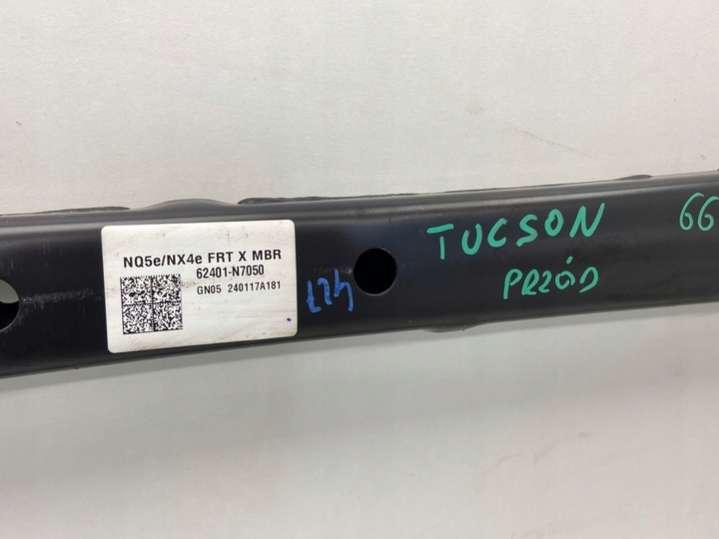 NQ5e/NX4e FRT X MBR
62401-N7050
GN05 240117A181
TUCSON
PRZÓD
66